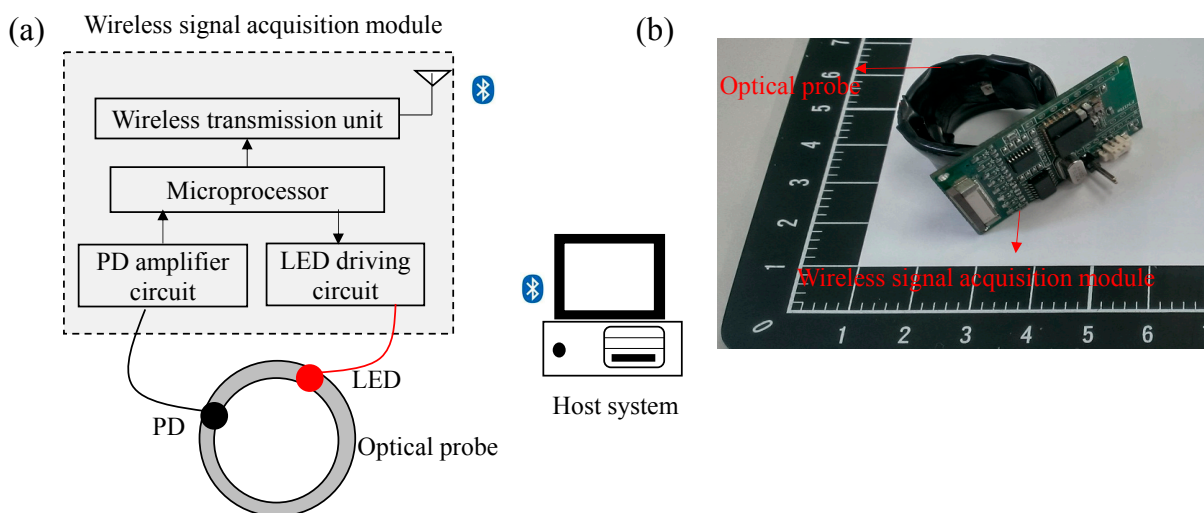 (a)
Wireless signal acquisition module
Wireless transmission unit
Microprocessor
PD amplifier
circuit
LED driving
circuit
LED
PD
Optical probe
Host system
(b)
Optical probe
Wireless signal acquisition module
7
6
5
4
3
2
1
0
1
2
3
4
5
6